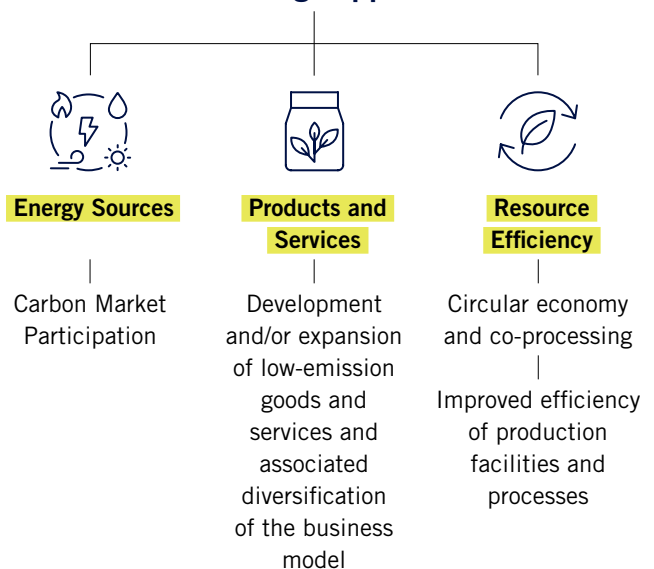 Energy Sources
Carbon Market
Participation
Products and
Services
Development
and/or expansion
of low-emission
goods and
services and
associated
diversification
of the business
model
Resource
Efficiency
Circular economy
and co-processing
Improved efficiency
of production
facilities and
processes